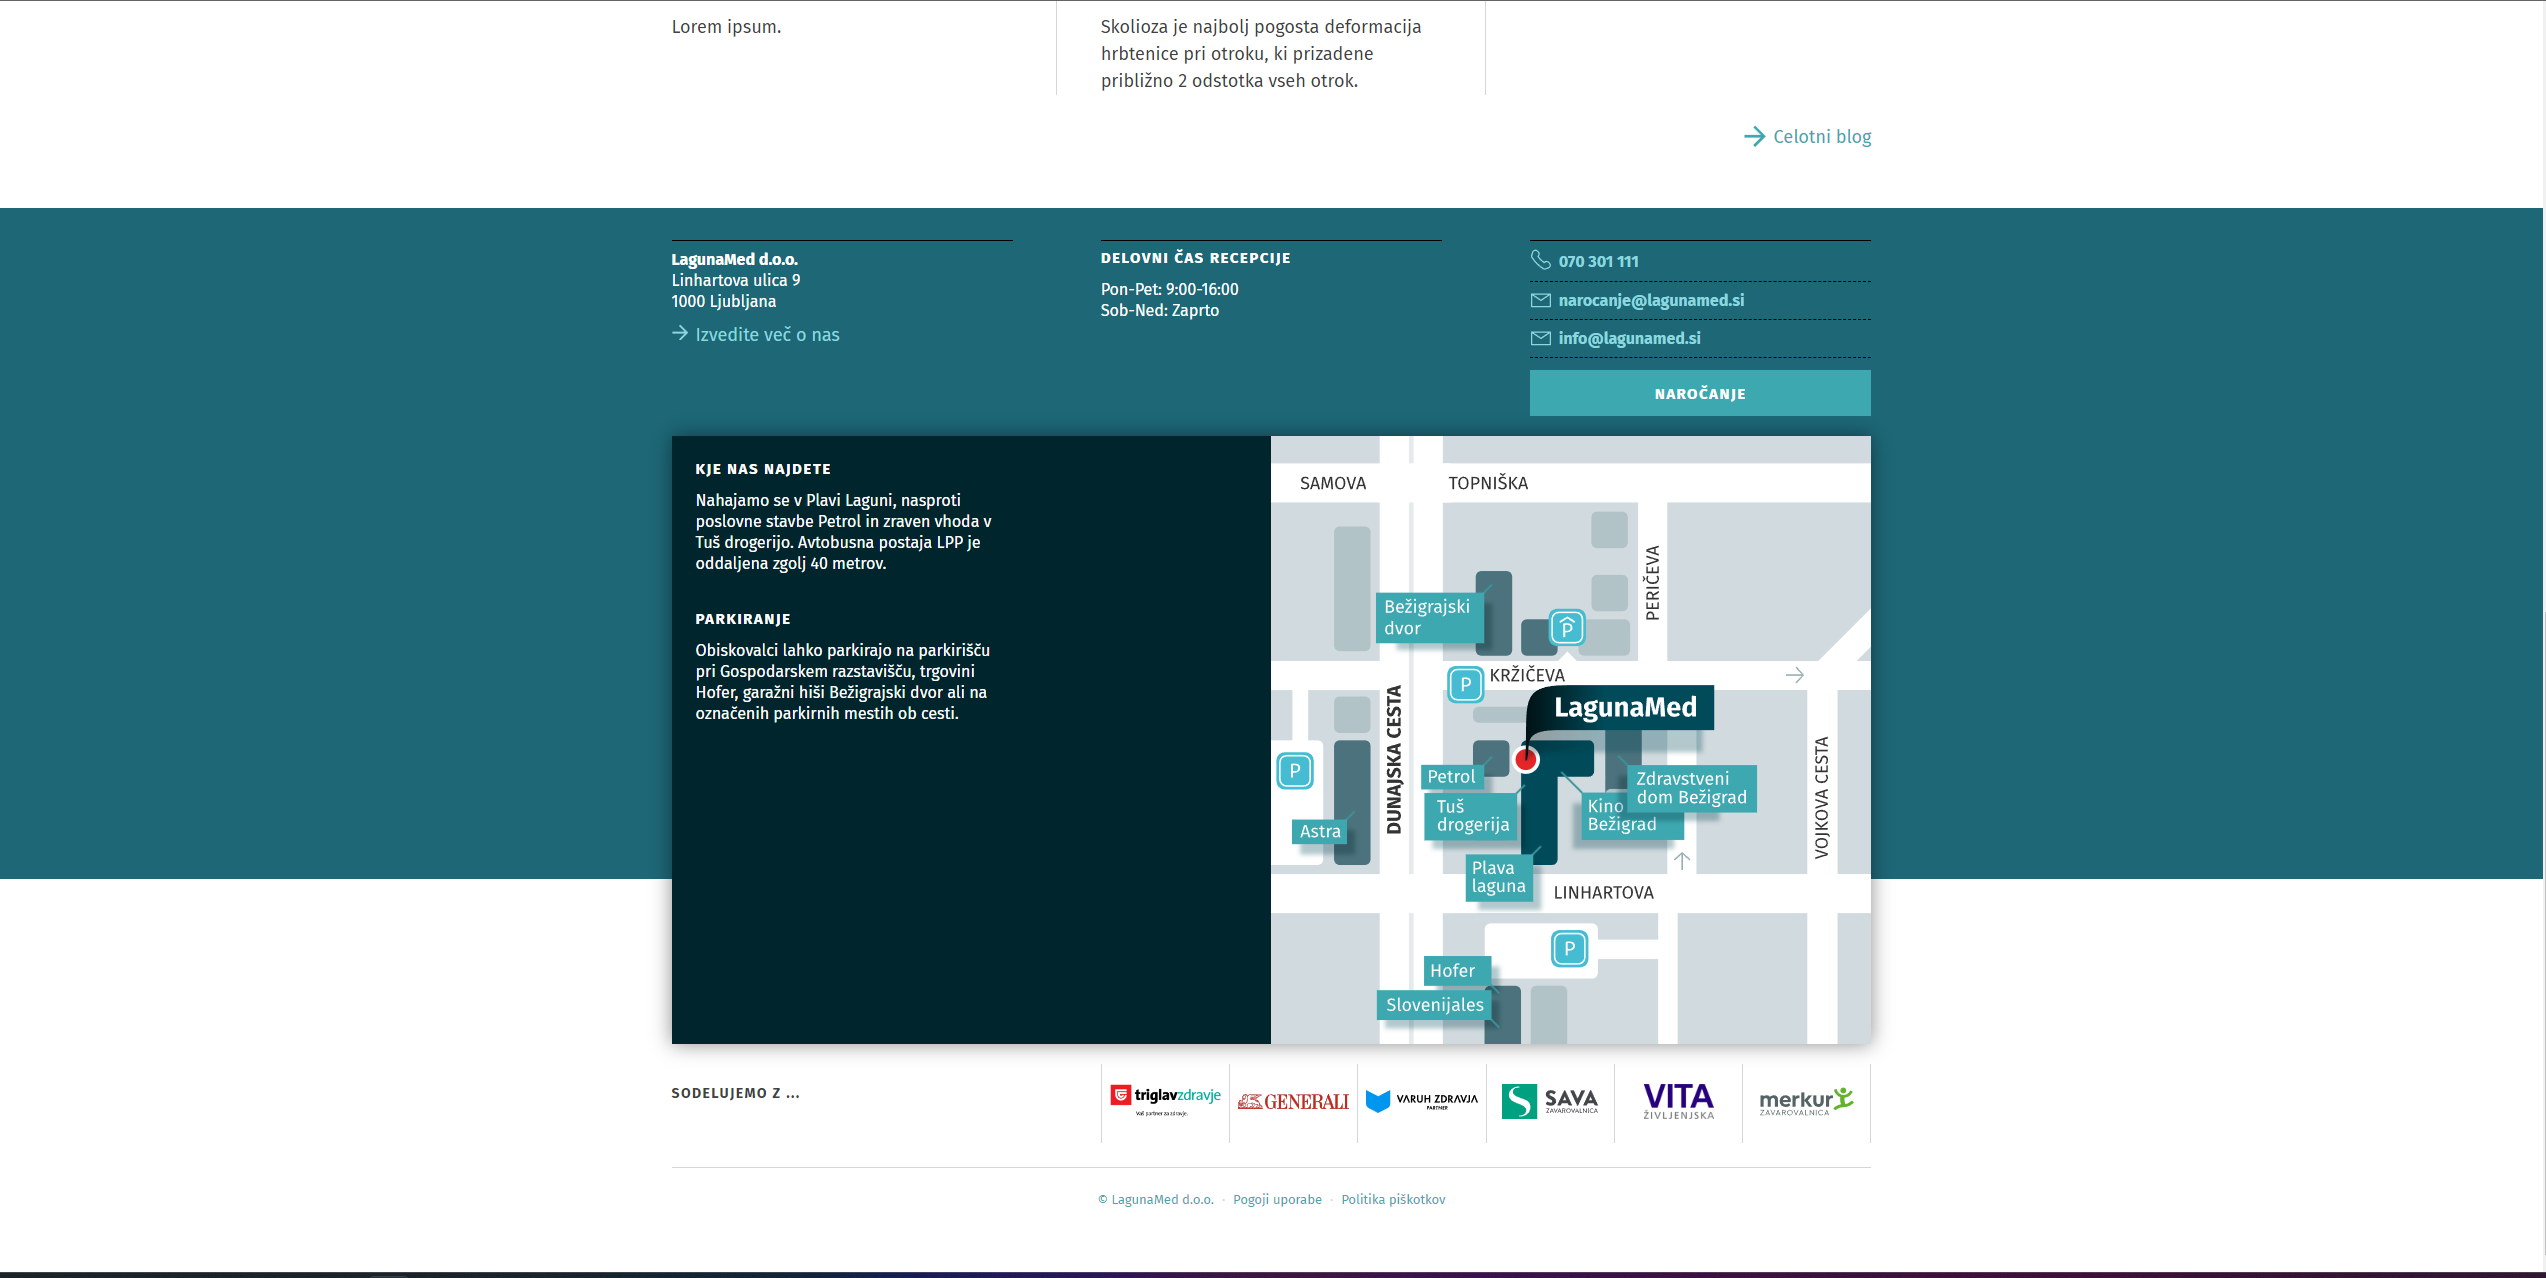 Lorem ipsum.
Skolioza je najbolj pogosta deformacija
hrbtenice pri otroku, ki prizadene
približno 2 odstotka vseh otrok.
Celotni blog
LagunaMed d.o.o.
Linhartova ulica 9
1000 Ljubljana
Izvedite več o nas
DELOVNI ČAS RECEPCIJE
Pon-Pet: 9:00-16:00
Sob-Ned: Zaprto
070 301 111
narocanje@lagunamed.si
info@lagunamed.si
NAROČANJE
KJE NAS NAJDETE
Nahajamo se v Plavi Laguni, nasproti
poslovne stavbe Petrol in zraven vhoda v
Tuš drogerijo. Avtobusna postaja LPP je
oddaljena zgolj 40 metrov.
PARKIRANJE
Obiskovalci lahko parkirajo na parkirišču
pri Gospodarskem razstavišču, trgovini
Hofer, garažni hiši Bežigrajski dvor ali na
označenih parkirnih mestih ob cesti.
SAMOVA
TOPNIŠKA
PERIČEVA
Bežigrajski
dvor
P
P
KRŽIČEVA
LagunaMed
DUNAJSKA CESTA
VOJKOVA CESTA
P
Petrol
Zdravstveni
dom Bežigrad
Tuš
drogerija
Kino
Bežigrad
Astra
Plava
laguna
LINHARTOVA
P
Hofer
Slovenijales
SODELUJEMO Z ...
triglavzdravje
Vaš partner za zdravje.
GENERALI
VARUH ZDRAVJA
PARTNER
SAVA
ZAVAROVALNICA
VITA
ŽIVLJENJSKA
merkur
ZAVAROVALNICA
© LagunaMed d.o.o. · Pogoji uporabe · Politika piškotkov